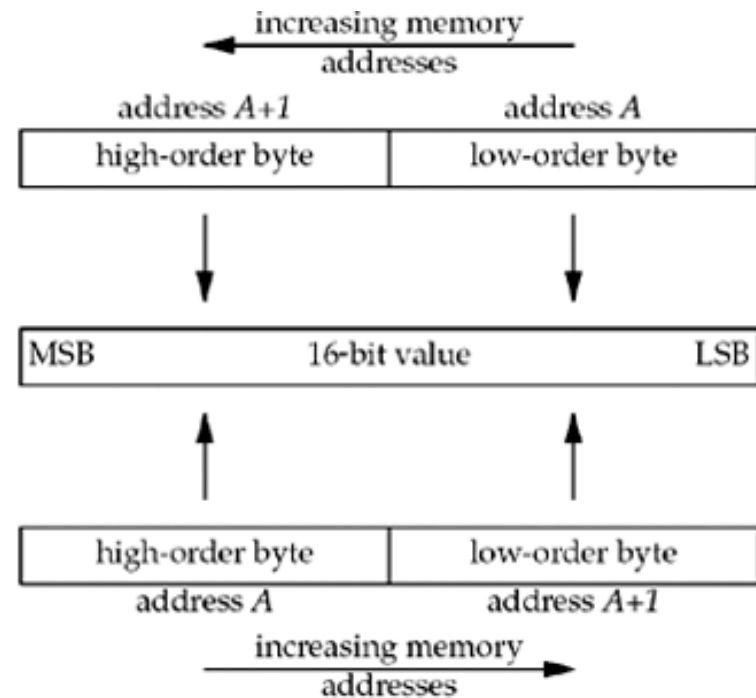 increasing memory
addresses
address A+1 address A
high-order byte low-order byte
MSB 16-bit value LSB
high-order byte low-order byte
address A address A+1
increasing memory
addresses